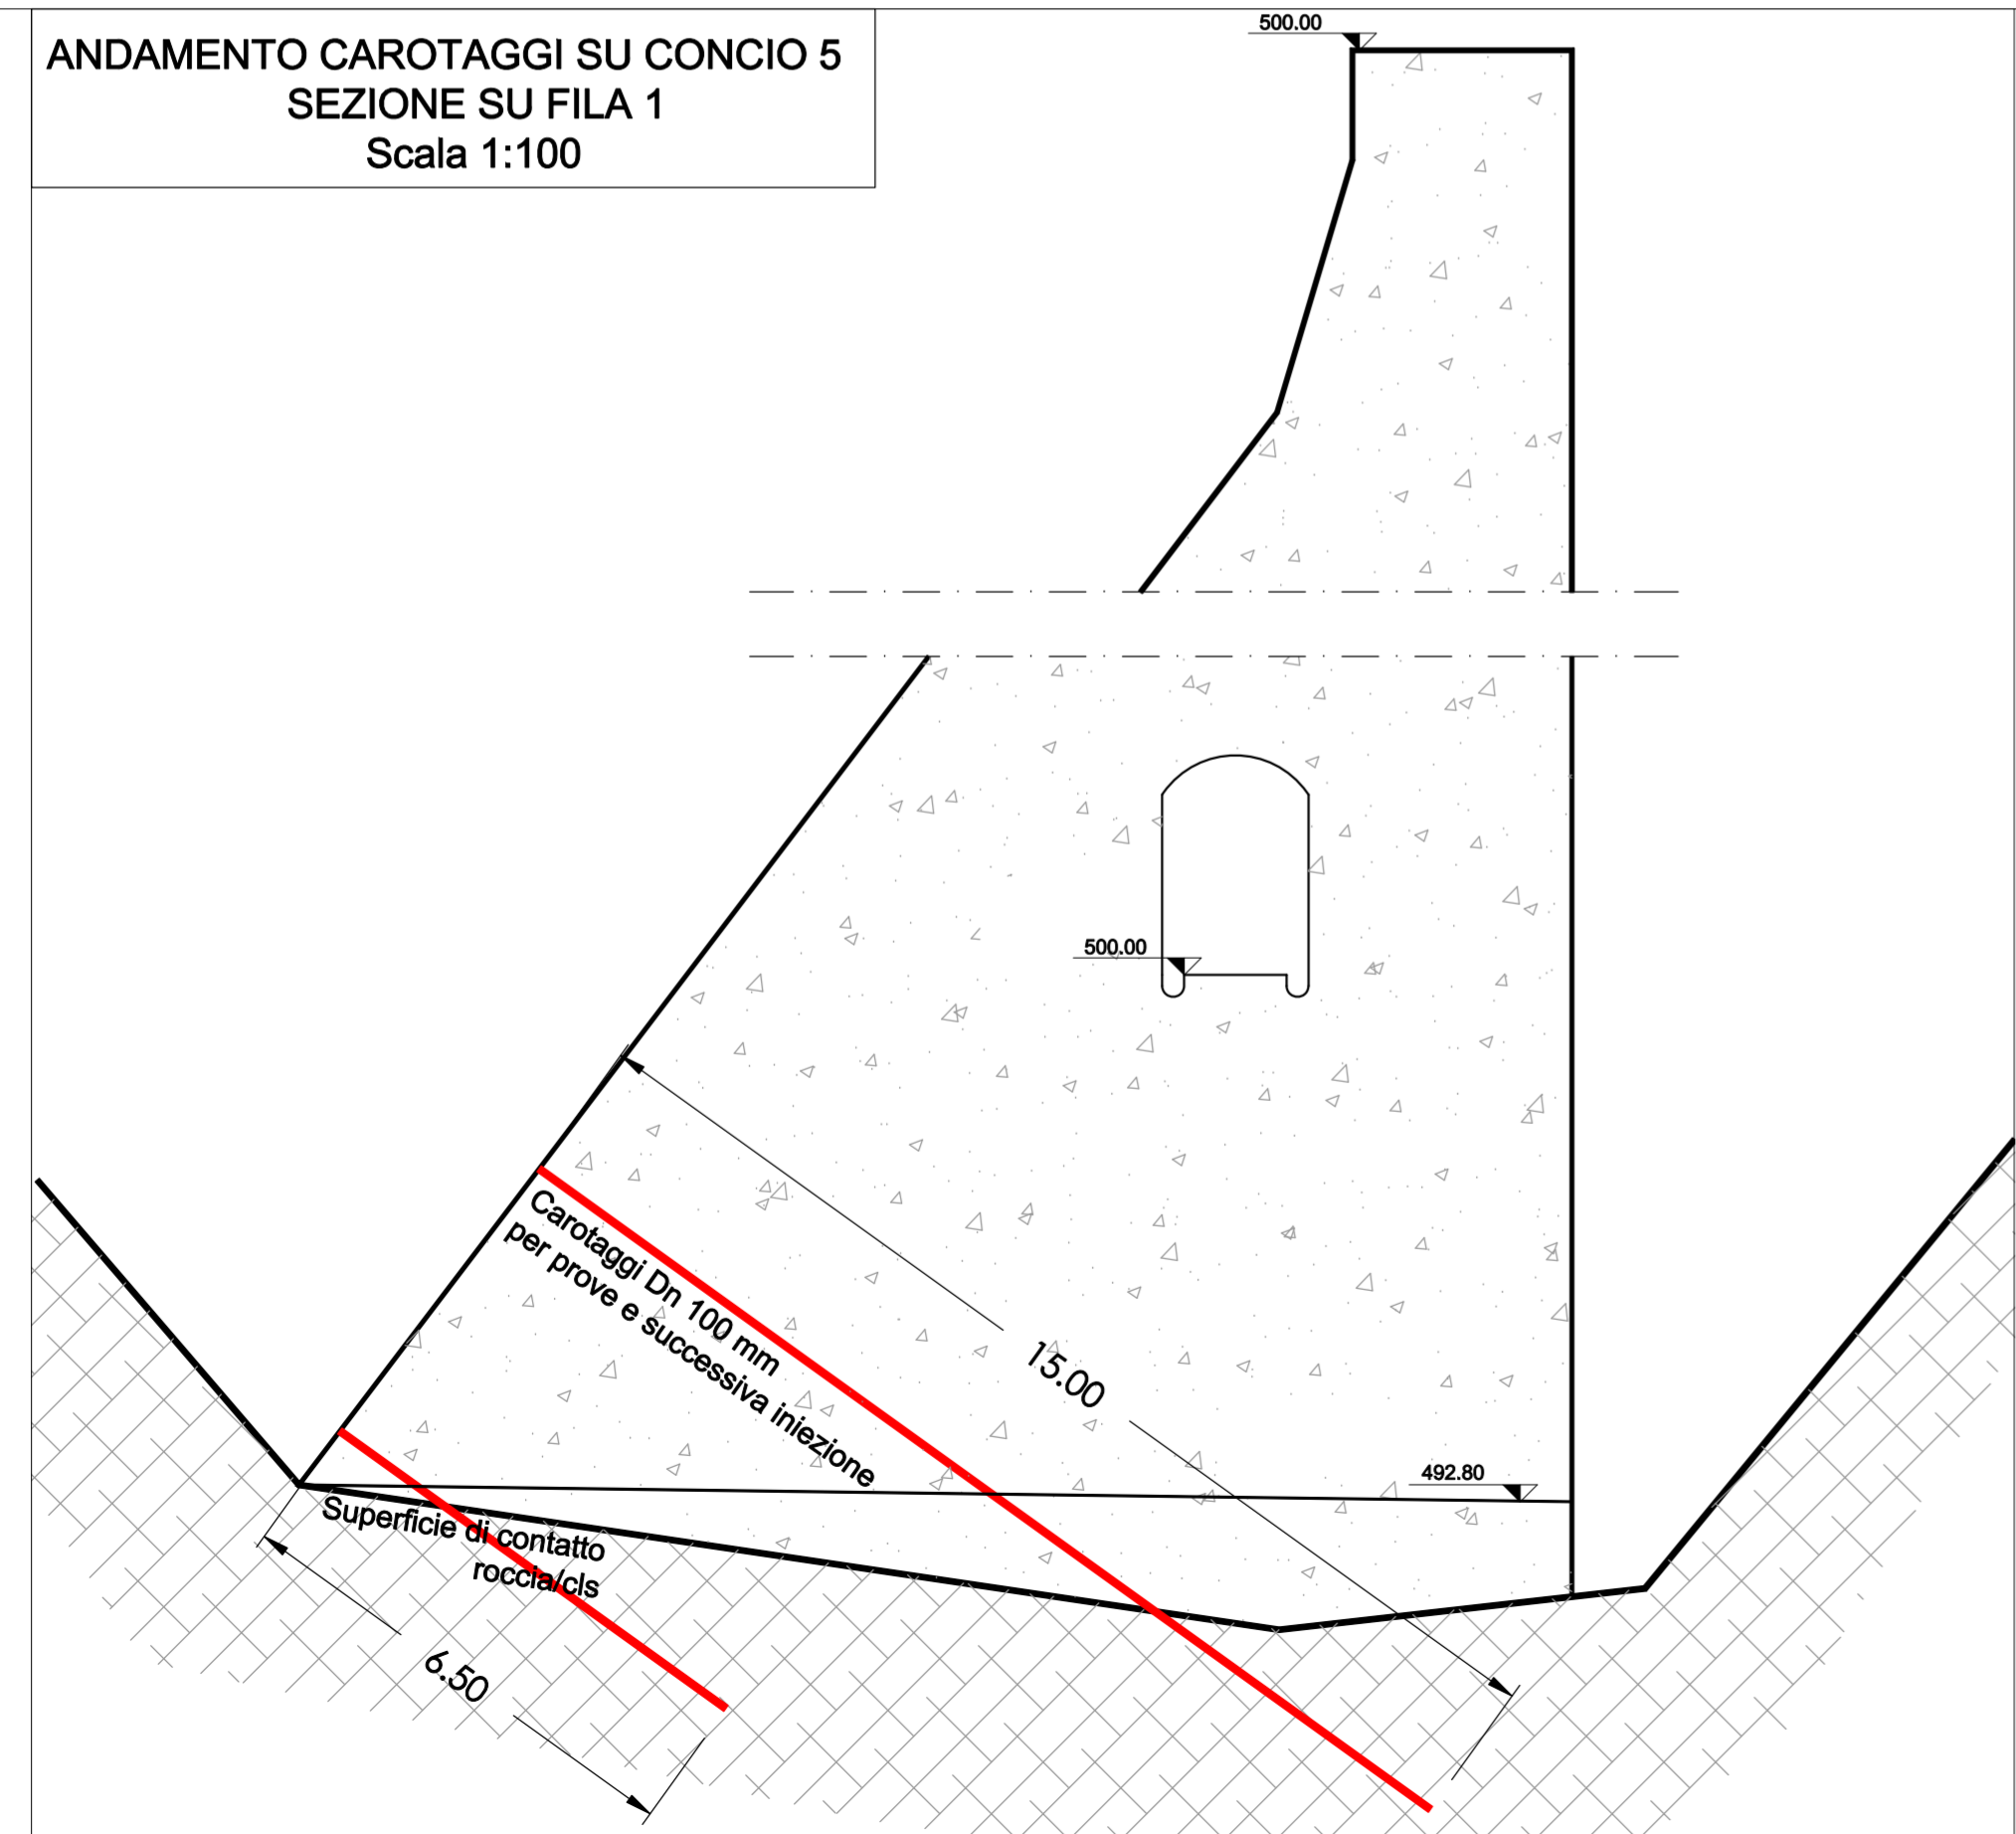 ANDAMENTO CAROTAGGI SU CONCIO 5
SEZIONE SU FILA 1
Scala 1:100
500.00
500.00
Carotaggi Dn 100 mm
per prove e successiva iniezione
15.00
492.80
Superficie di contatto
roccia/cls
6.50